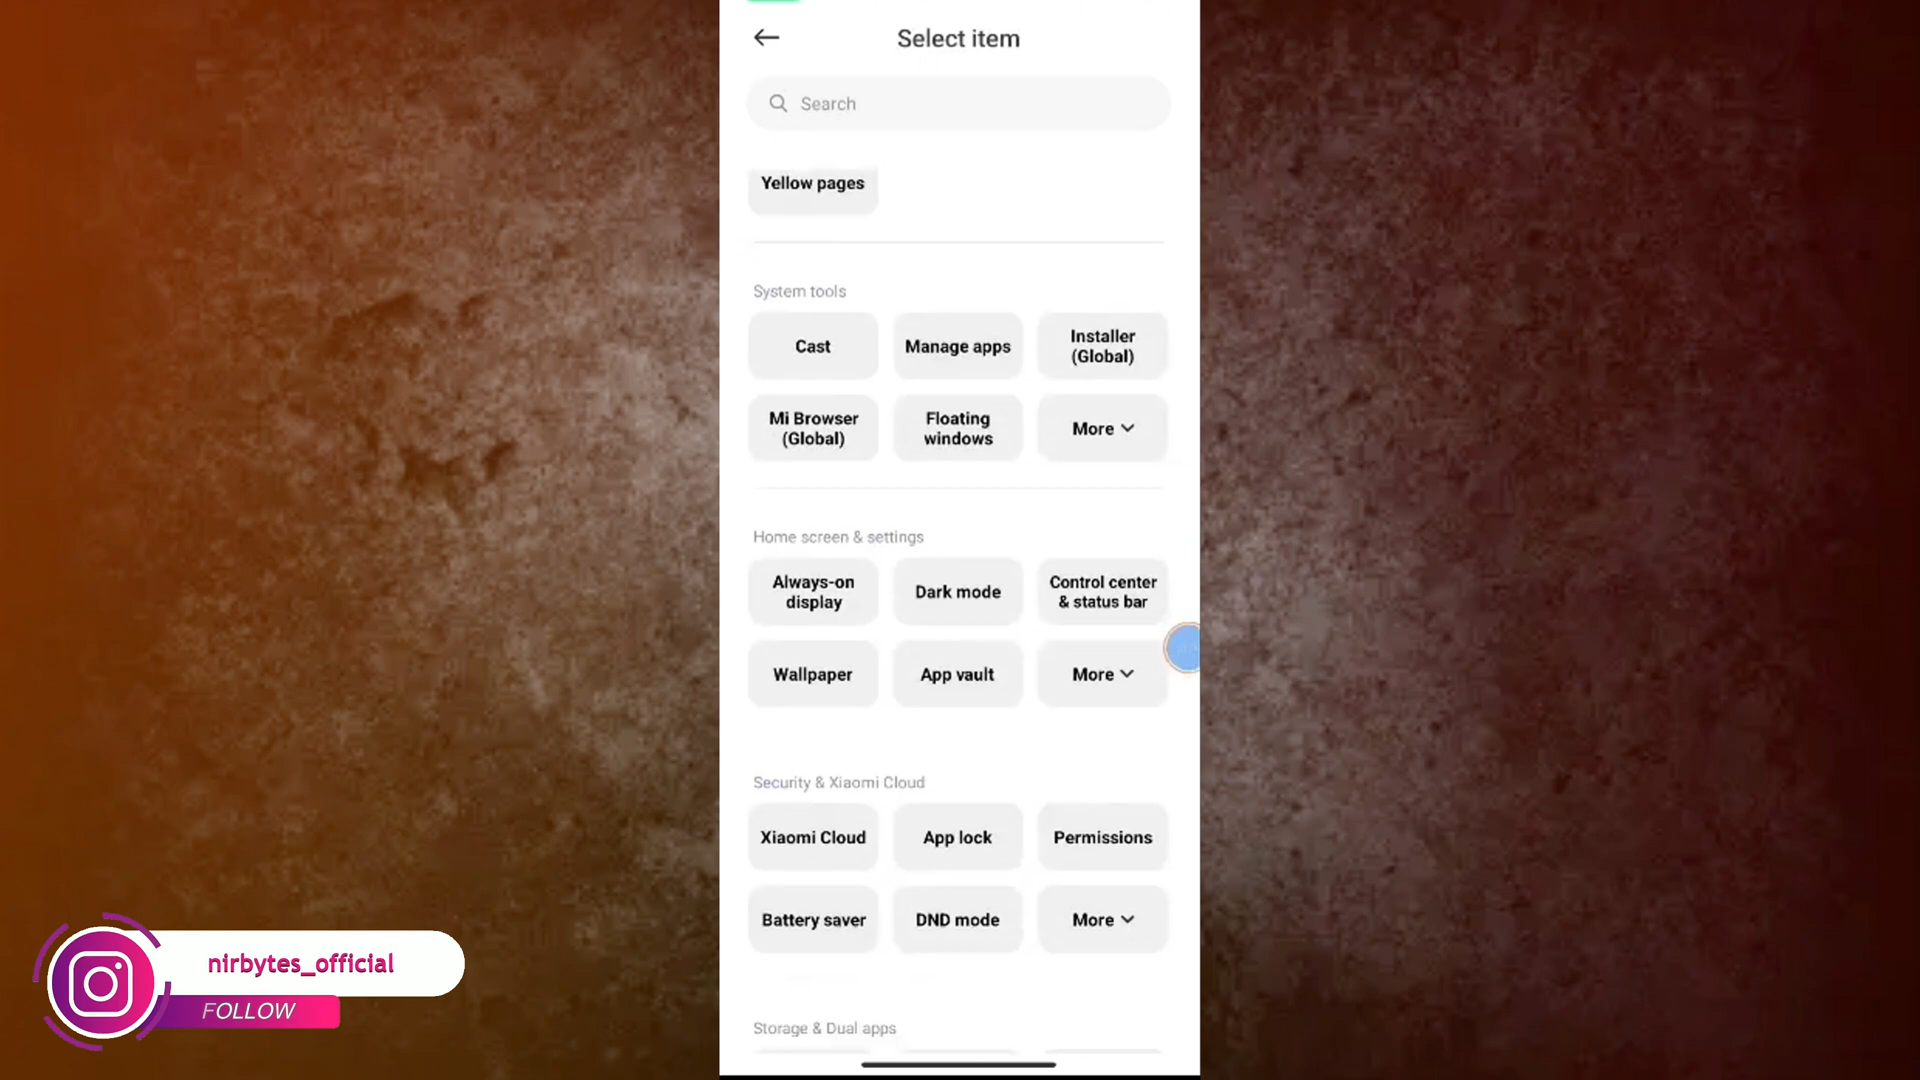 Select item
Search
Yellow pages
System tools
Cast
Manage apps
Installer
(Global)
Mi Browser
(Global)
Floating
windows
More
Home screen & settings
Always-on
display
Dark mode
Control center
& status bar
Wallpaper
App vault
More
Security & Xiaomi Cloud
Xiaomi Cloud
App lock
Permissions
Battery saver
DND mode
More
Storage & Dual apps
nirbytes_official
FOLLOW